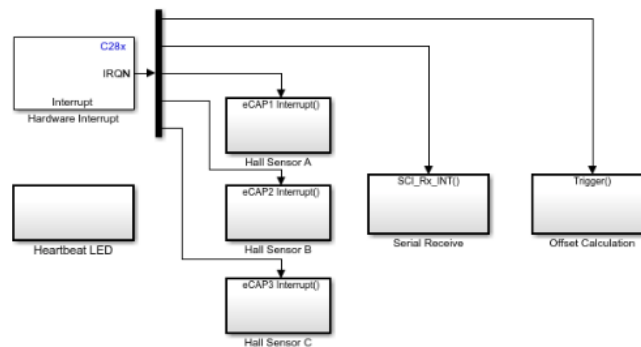 C28x
IRQN
Interrupt
Hardware Interrupt
eCAP1 Interrupt()
Hall Sensor A
eCAP2 Interrupt()
Hall Sensor B
eCAP3 Interrupt()
Hall Sensor C
SCI_Rx_INT()
Serial Receive
Trigger()
Offset Calculation
Heartbeat LED